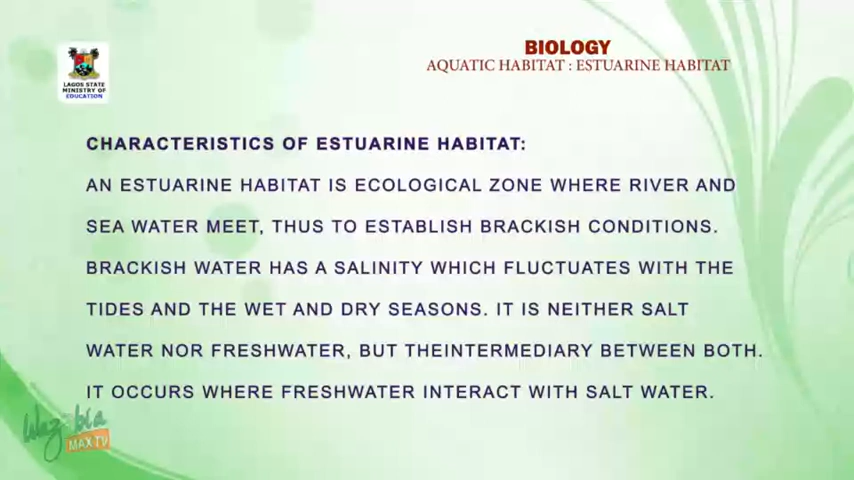 LAGOS STATE
MINISTRY OF
EDUCATION
BIOLOGY
AQUATIC HABITAT : ESTUARINE HABITAT
CHARACTERISTICS OF ESTUARINE HABITAT:
AN ESTUARINE HABITAT IS ECOLOGICAL ZONE WHERE RIVER AND
SEA WATER MEET, THUS TO ESTABLISH BRACKISH CONDITIONS.
BRACKISH WATER HAS A SALINITY WHICH FLUCTUATES WITH THE
TIDES AND THE WET AND DRY SEASONS. IT IS NEITHER SALT
WATER NOR FRESHWATER, BUT THEINTERMEDIARY BETWEEN BOTH.
IT OCCURS WHERE FRESHWATER INTERACT WITH SALT WATER.
Wazobia
MAX TV